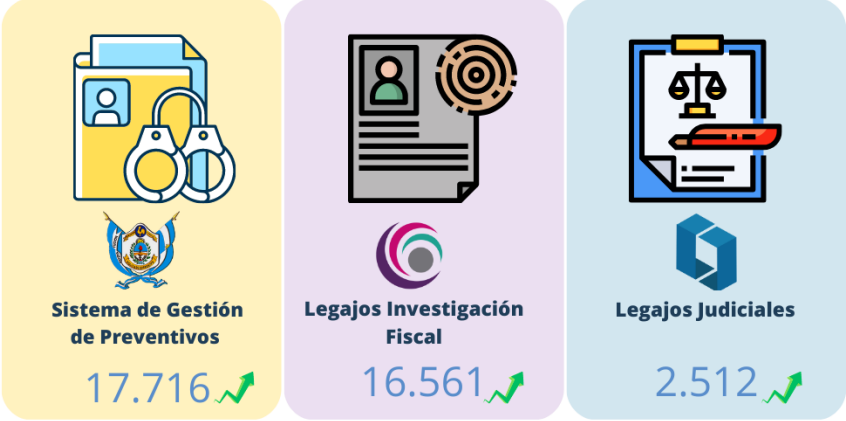 Sistema de Gestión
de Preventivos
17.716
Legajos Investigación
Fiscal
16.561
Legajos Judiciales
2.512